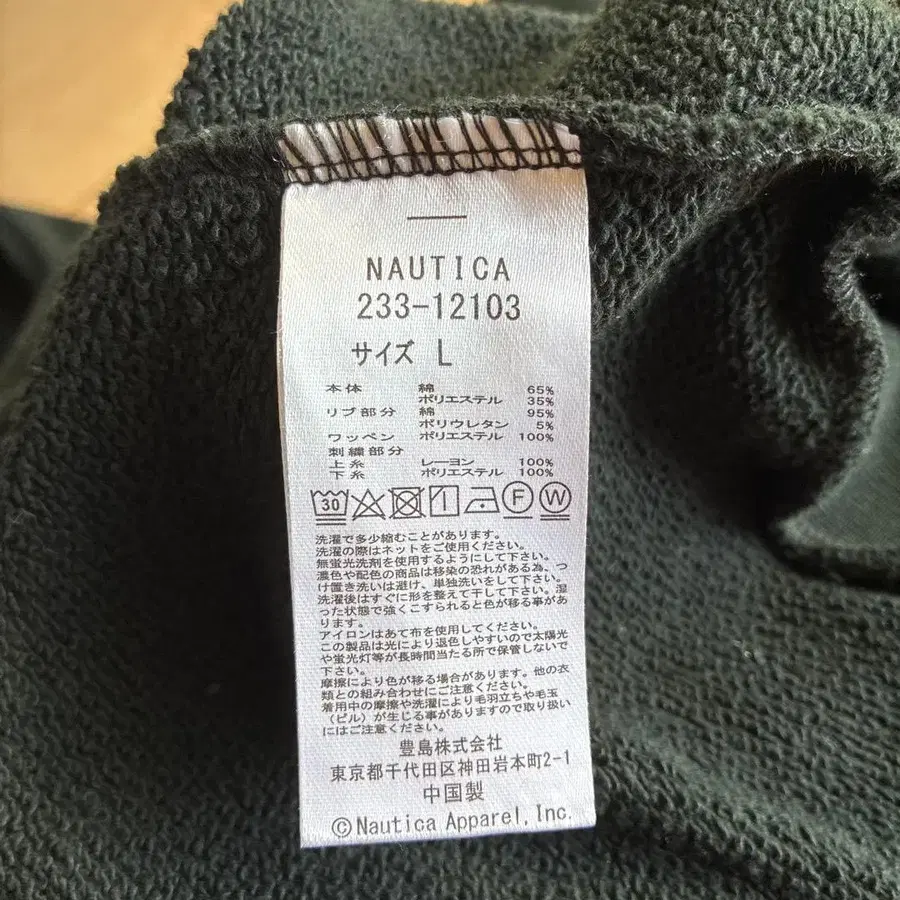 NAUTICA
233-12103
サイズ L
本体 綿 65%
ポリエステル 35%
リブ部分 綿 95%
ポリウレタン 5%
ワッペン ポリエステル 100%
刺繍部分
上糸 レーヨン 100%
下糸 ポリエステル 100%
30 F W
洗濯で多少縮むことがあります。
洗濯の際はネットをご使用ください。
無蛍光洗剤を使用するようにして下さい。
濃色や配色の商品は移染の恐れがある為、つ
け置き洗いは避け、単独洗いをして下さい。
洗濯後はすぐに形を整えて干して下さい。湿
った状態で強くこすられると色が移る事があ
ります。
アイロンはあて布を使用してください。
この製品は光により退色しやすいので太陽光
や蛍光灯等が長時間当たる所で保管しないで
下さい。
摩擦により色が移る場合があります。他の衣
類との組み合わせにご注意ください。
着用中の摩擦や洗濯により毛羽立ちや毛玉
（ピル）が生じる事がありますので取り扱い
にはご注意ください。
豊島株式会社
東京都千代田区神田岩本町2-1
中国製
©Nautica Apparel, Inc.